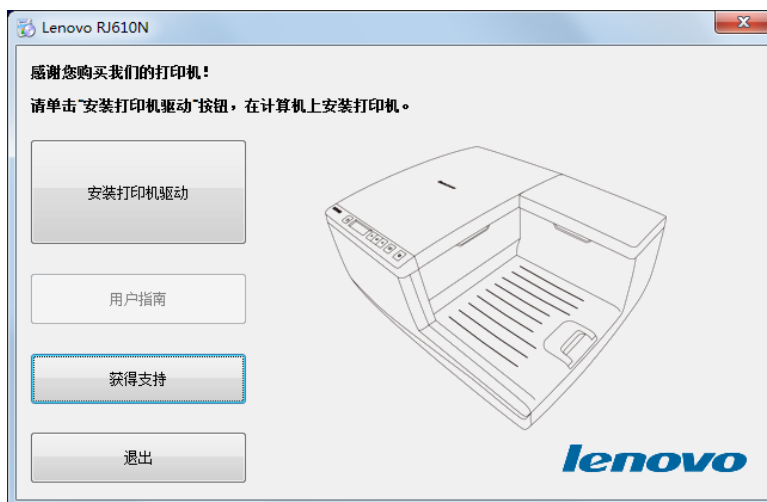 Lenovo RJ610N
感谢您购买我们的打印机!
请单击"安装打印机驱动"按钮，在计算机上安装打印机。
安装打印机驱动
用户指南
获得支持
退出
lenovo